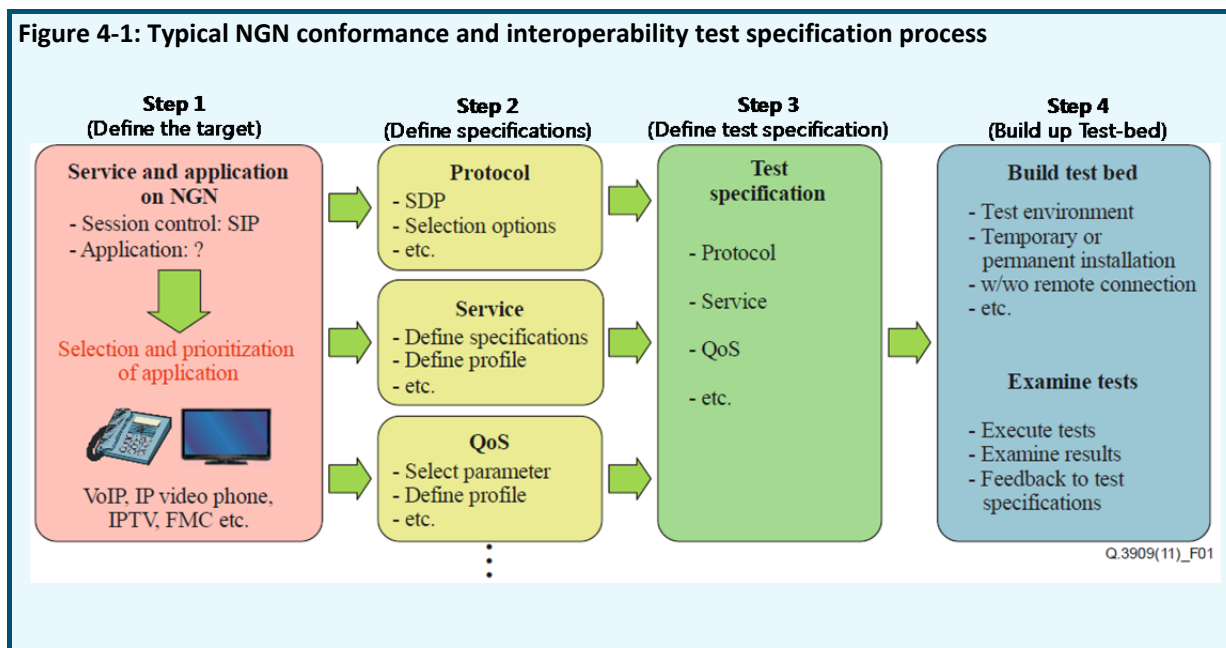 Figure 4-1: Typical NGN conformance and interoperability test specification process
Step 1
(Define the target)
Service and application
on NGN
- Session control: SIP
- Application: ?
Selection and prioritization
of application
VoIP, IP video phone,
IPTV, FMC etc.
Step 2
(Define specifications)
Protocol
- SDP
- Selection options
- etc.
Service
- Define specifications
- Define profile
- etc.
QoS
- Select parameter
- Define profile
- etc.
Step 3
(Define test specification)
Test
specification
- Protocol
- Service
- QoS
- etc.
Step 4
(Build up Test-bed)
Build test bed
- Test environment
- Temporary or
permanent installation
- w/wo remote connection
- etc.
Examine tests
- Execute tests
- Examine results
- Feedback to test
specifications
Q.3909(11)_F01